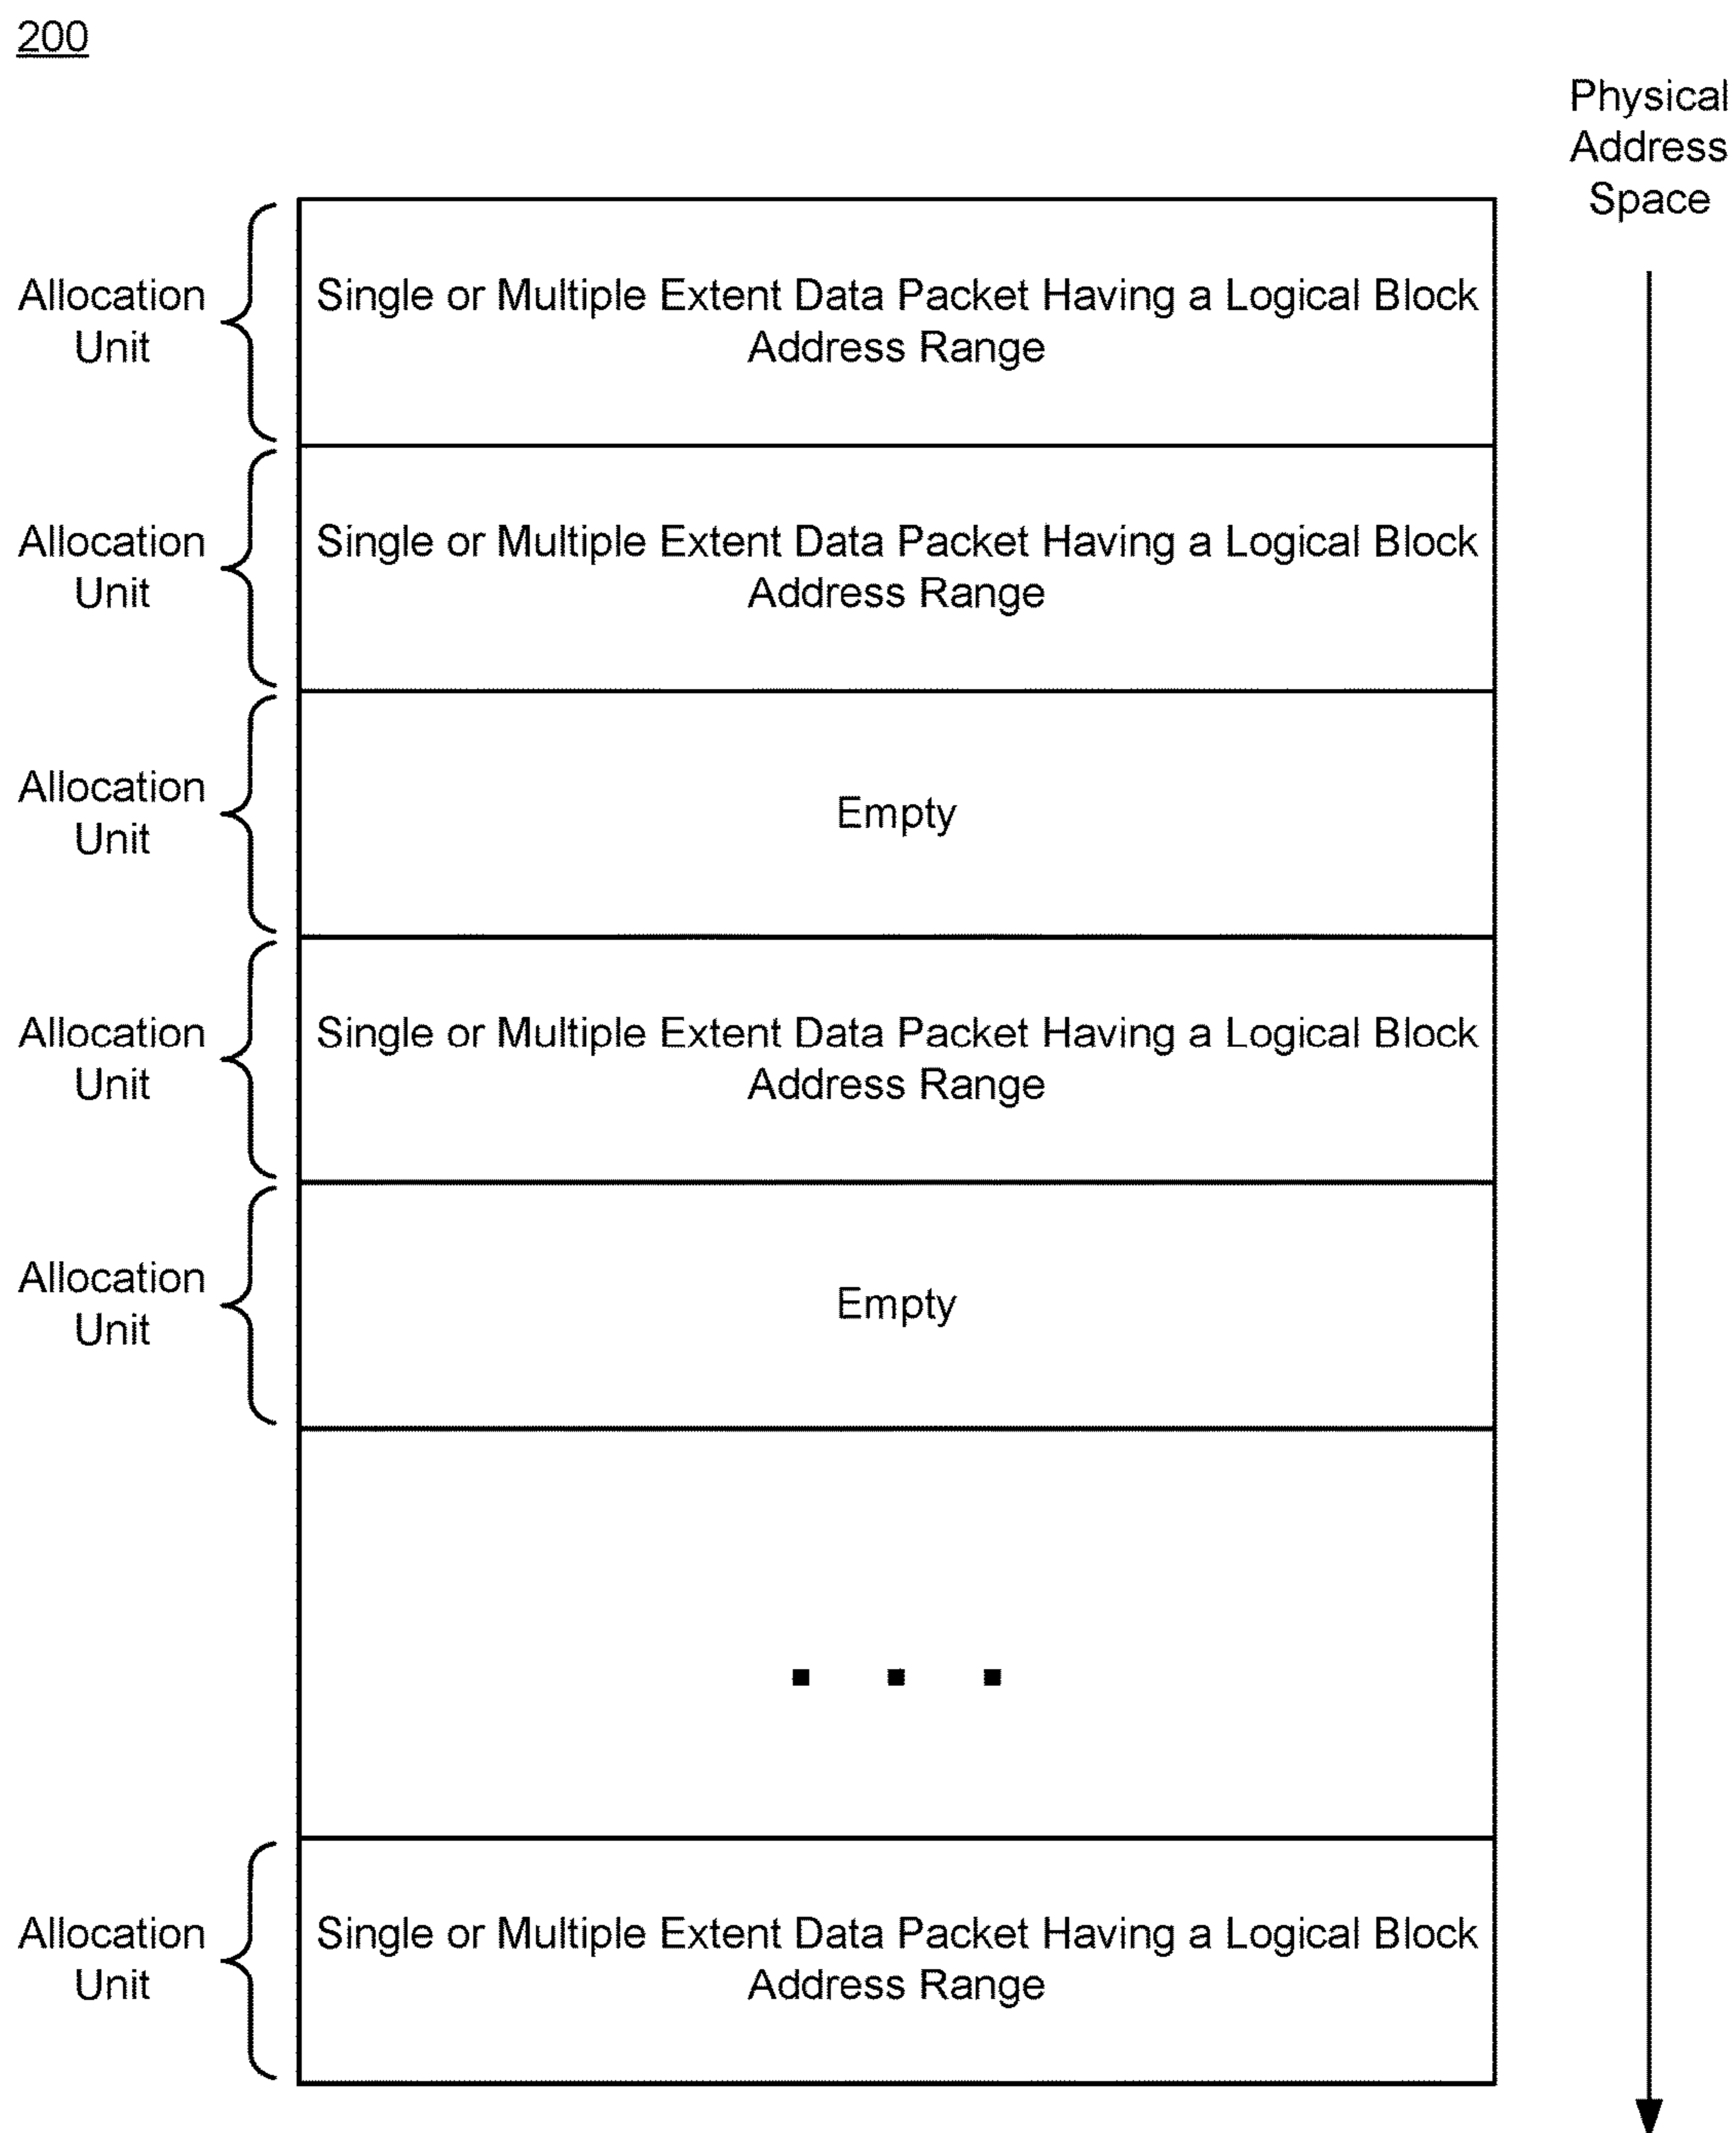 200
Physical
Address
Space
Allocation
Unit
Single or Multiple Extent Data Packet Having a Logical Block
Address Range
Allocation
Unit
Single or Multiple Extent Data Packet Having a Logical Block
Address Range
Allocation
Unit
Empty
Allocation
Unit
Single or Multiple Extent Data Packet Having a Logical Block
Address Range
Allocation
Unit
Empty
. . .
Allocation
Unit
Single or Multiple Extent Data Packet Having a Logical Block
Address Range